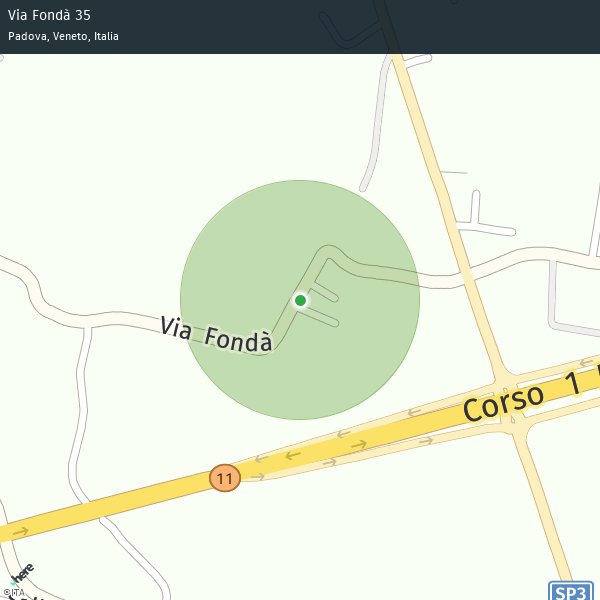 Via Fondà 35
Padova, Veneto, Italia
Via Fondà
Corso 1
11
here
©ITA
SP3